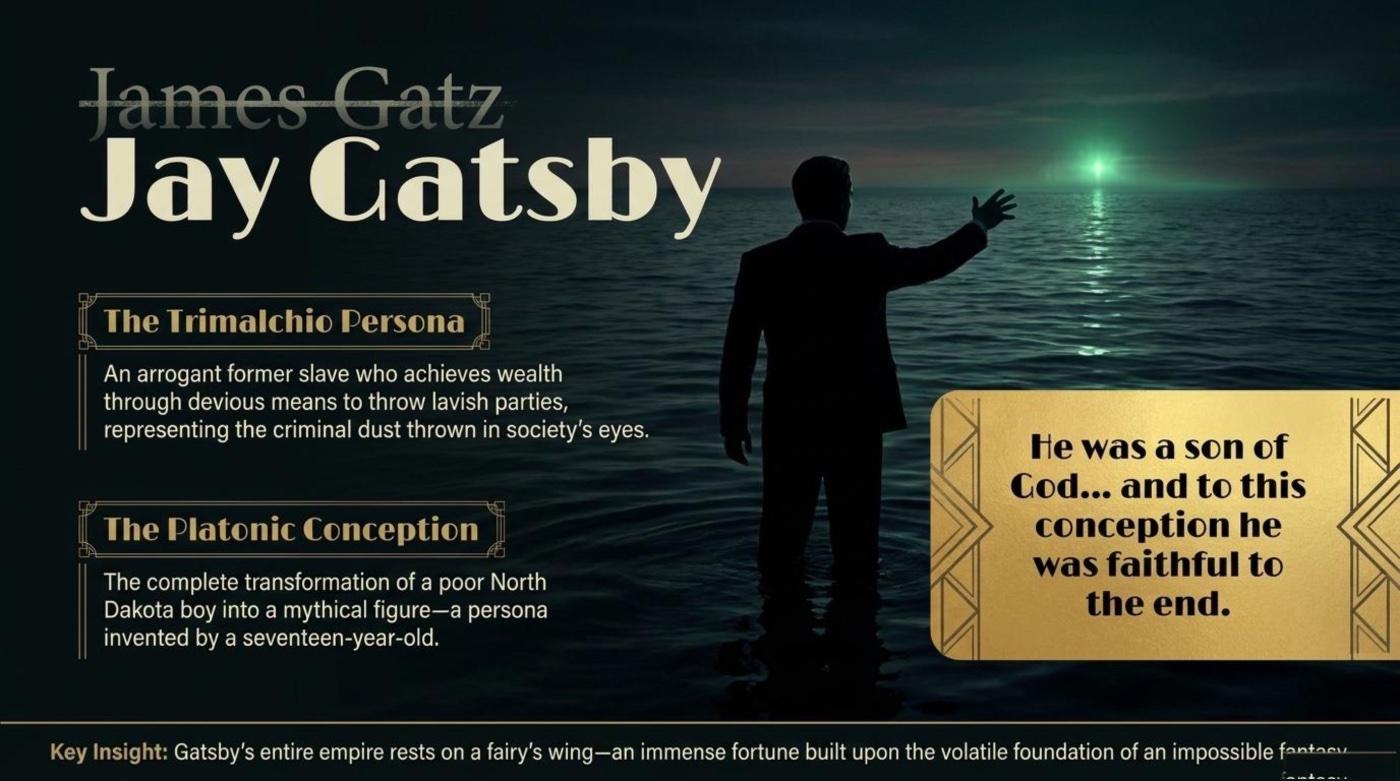 James Gatz
Jay Gatsby
The Trimalchio Persona
An arrogant former slave who achieves wealth
through devious means to throw lavish parties,
representing the criminal dust thrown in society's eyes.
The Platonic Conception
The complete transformation of a poor North
Dakota boy into a mythical figure—a persona
invented by a seventeen-year-old.
He was a son of
God... and to this
conception he
was faithful to
the end.
Key Insight: Gatsby's entire empire rests on a fairy's wing—an immense fortune built upon the volatile foundation of an impossible fantasy